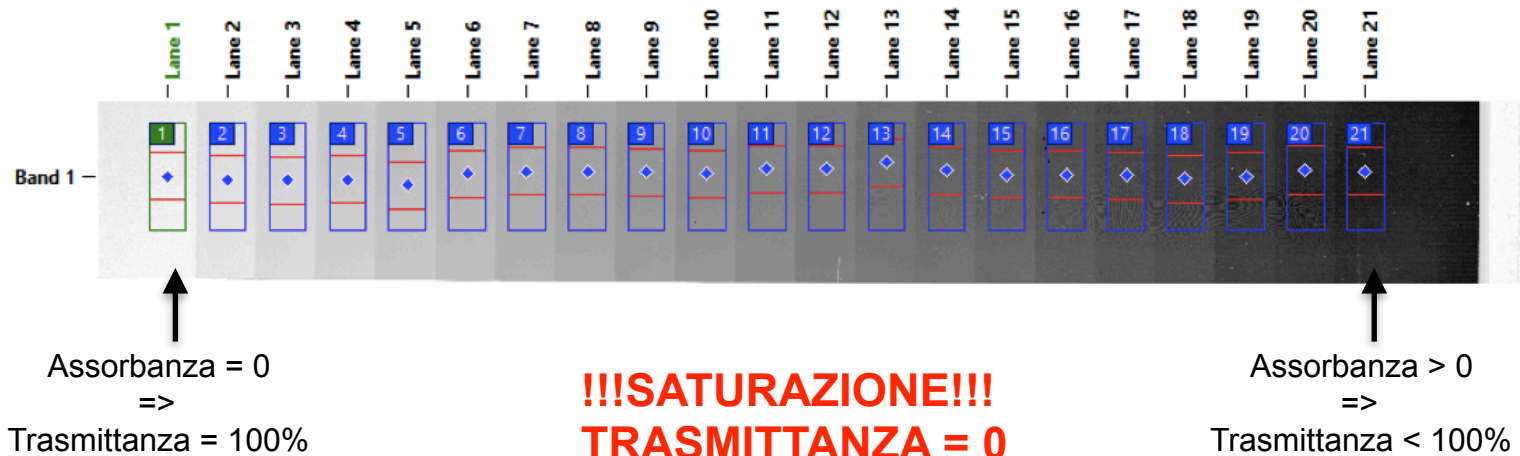 Lane 1
Lane 2
Lane 3
Lane 4
Lane 5
Lane 6
Lane 7
Lane 8
Lane 9
Lane 10
Lane 11
Lane 12
Lane 13
Lane 14
Lane 15
Lane 16
Lane 17
Lane 18
Lane 19
Lane 20
Lane 21
1 2 3 4 5 6 7 8 9 10 11 12 13 14 15 16 17 18 19 20 21
Band 1
Assorbanza = 0
=>
Trasmittanza = 100%
!!!SATURAZIONE!!!
TRASMITTANZA = 0
Assorbanza > 0
=>
Trasmittanza < 100%